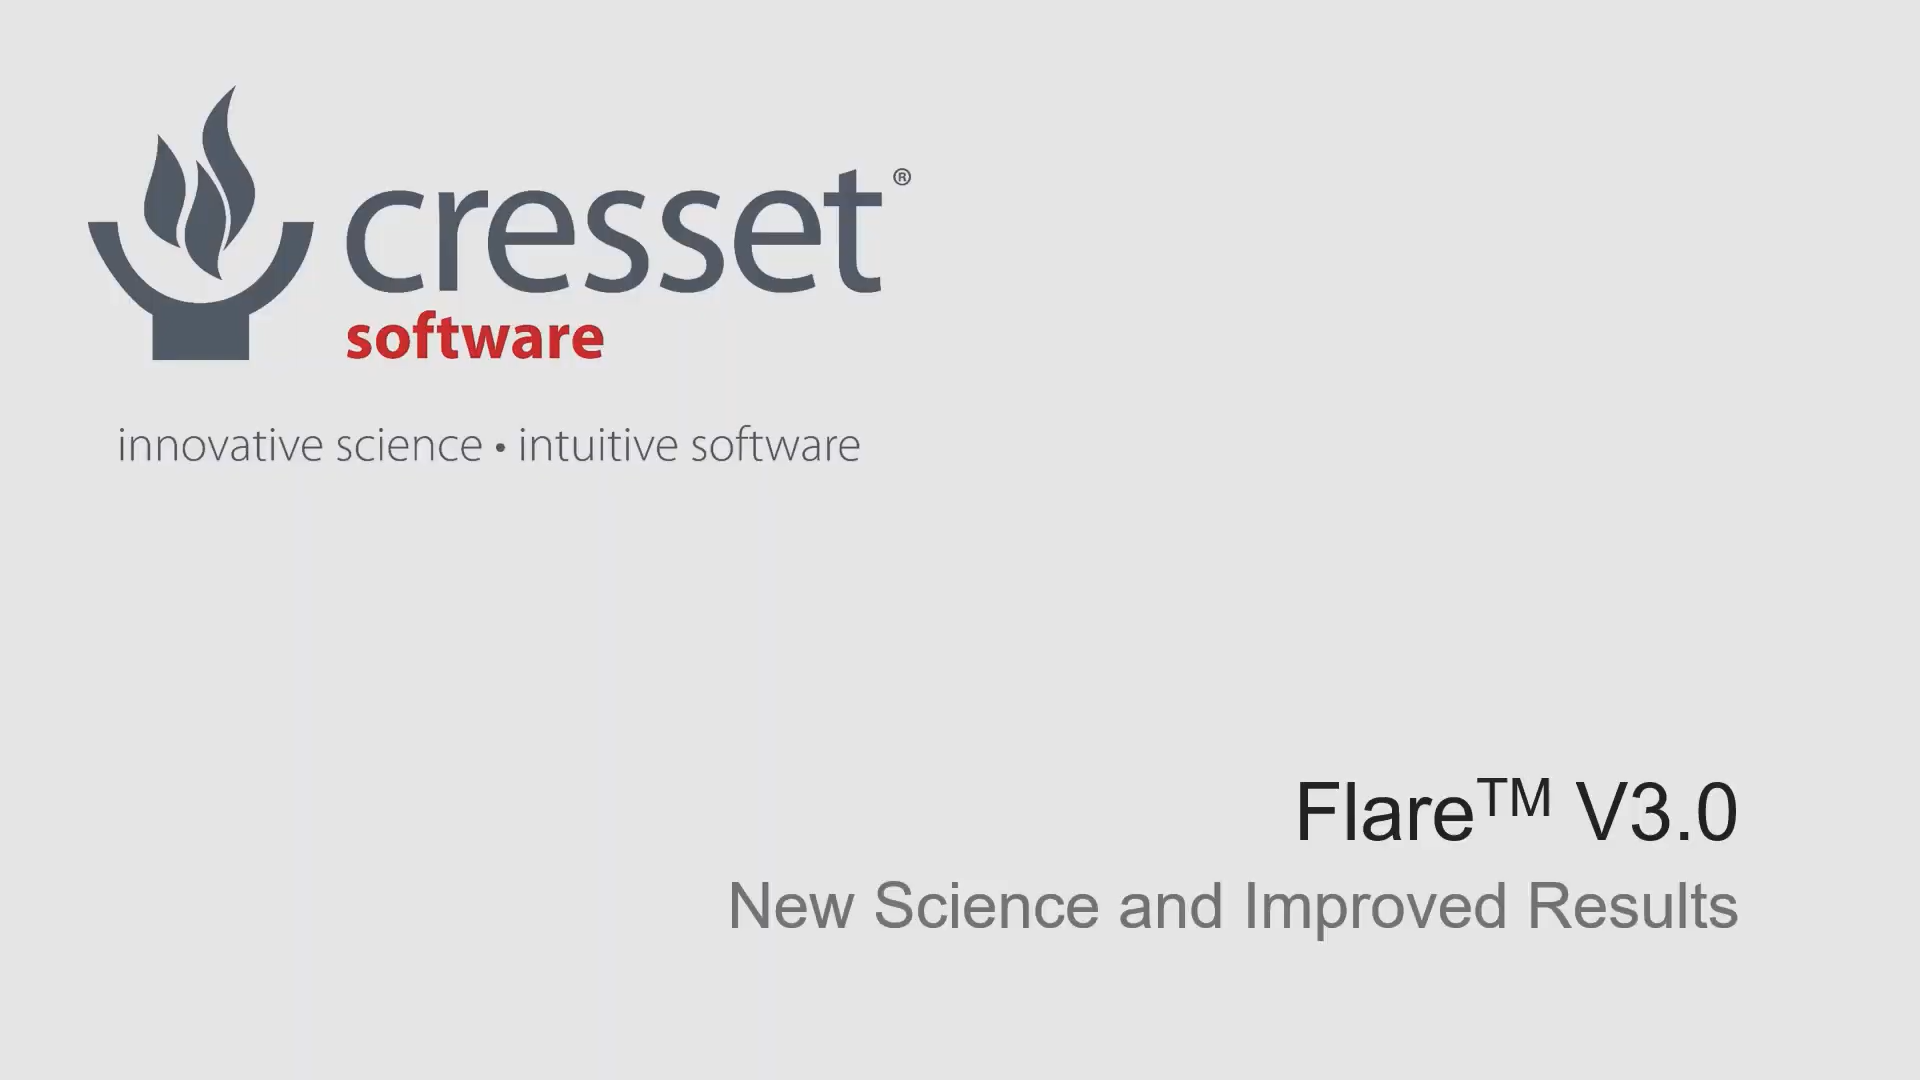 cresset®
software
innovative science • intuitive software
Flare™ V3.0
New Science and Improved Results